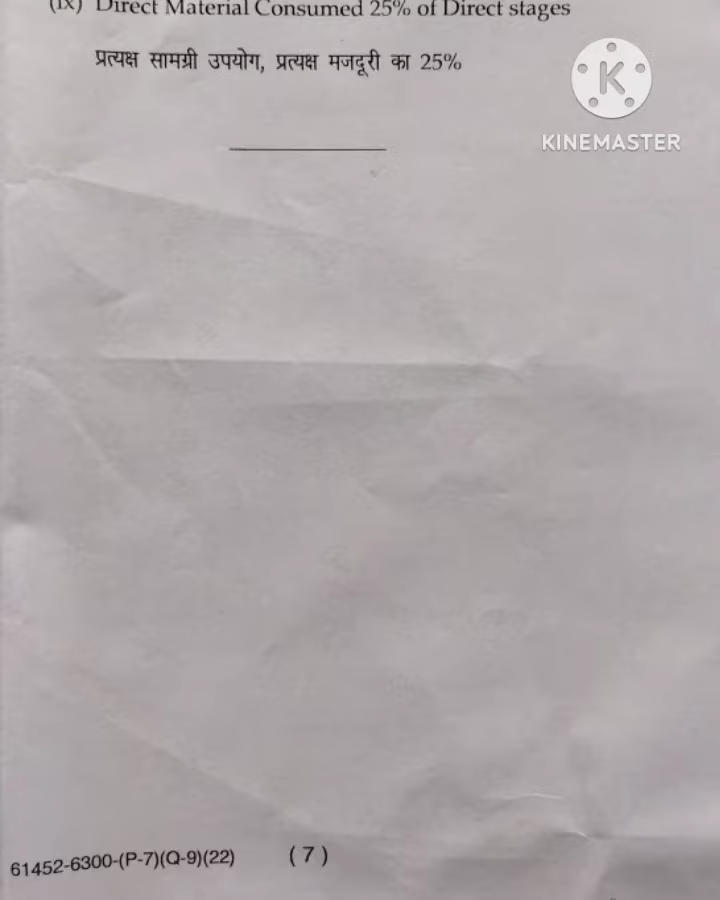 (ix) Direct Material Consumed 25% of Direct stages
प्रत्यक्ष सामग्री उपयोग, प्रत्यक्ष मजदूरी का 25%
KINEMASTER
61452-6300-(P-7)(Q-9)(22) (7)